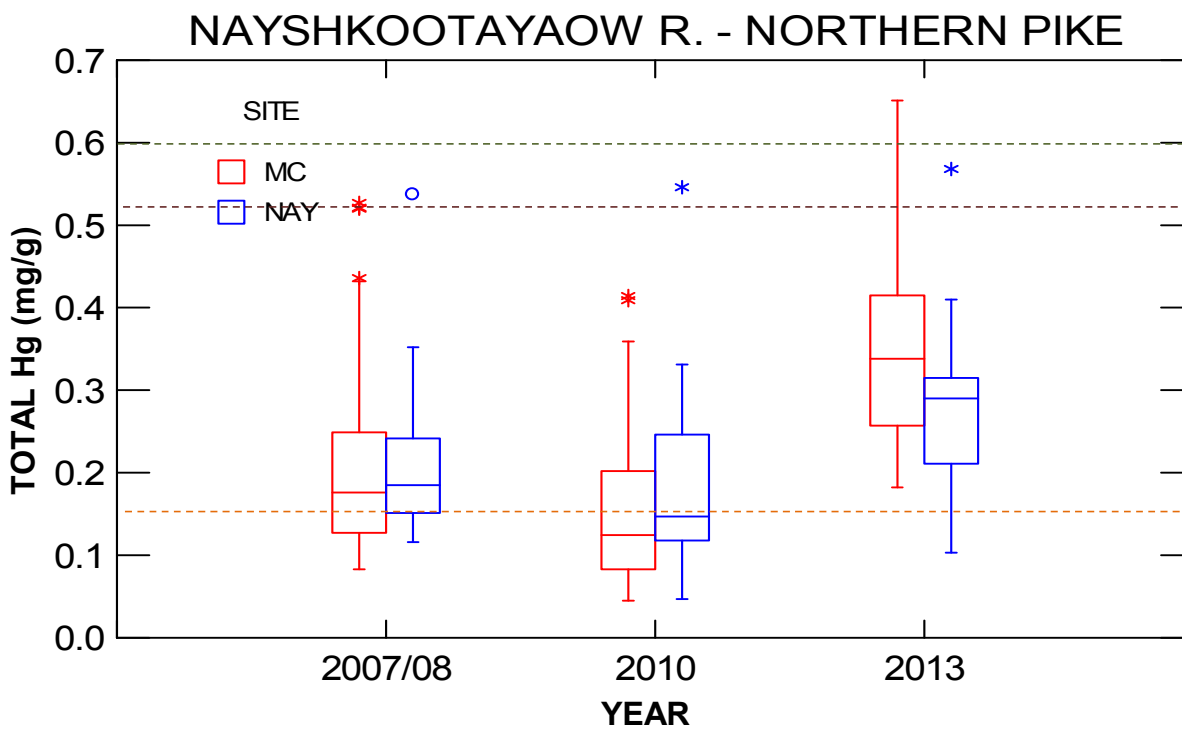 NAYSHKOOTAYAOW R. - NORTHERN PIKE
0.7
0.6
0.5
0.4
0.3
0.2
0.1
0.0
TOTAL Hg (mg/g)
SITE
MC
NAY
2007/08 2010 2013
YEAR